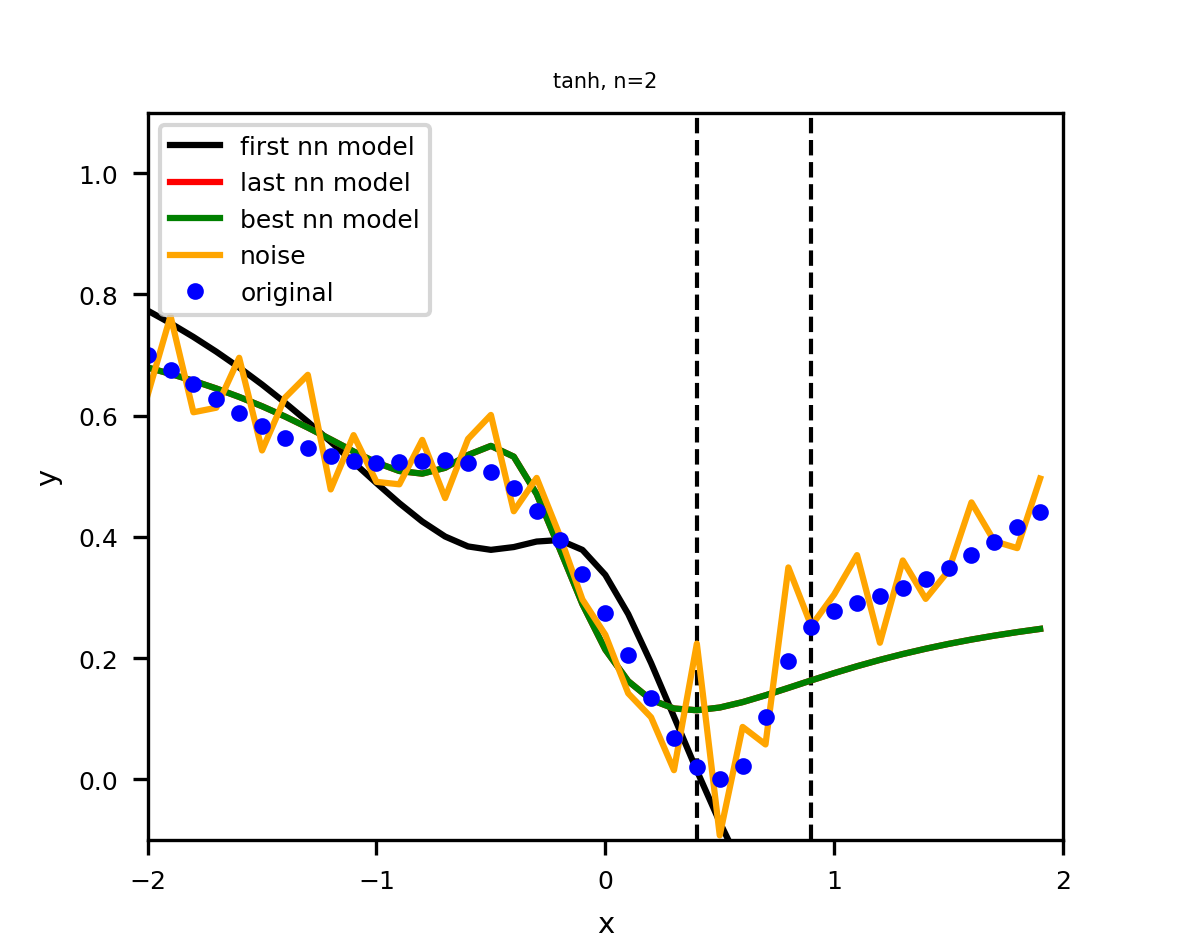 tanh, n=2
first nn model
last nn model
best nn model
noise
original
1.0
0.8
0.6
0.4
0.2
0.0
y
−2
−1
0
1
2
x